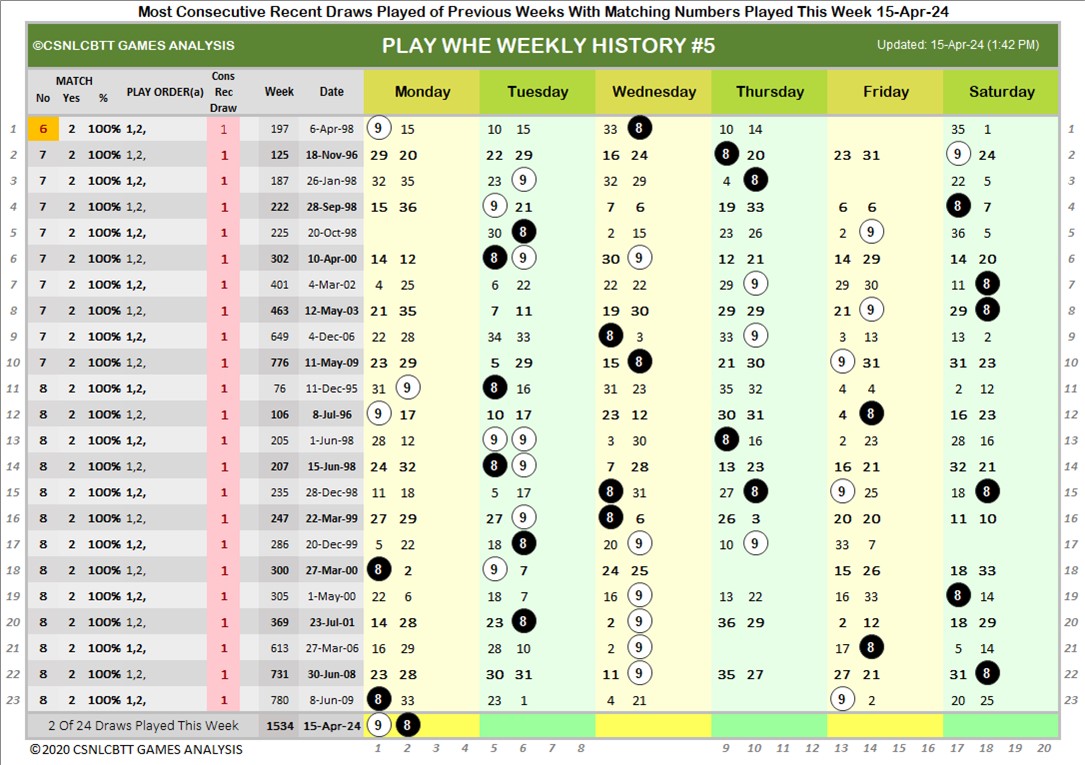 Most Consecutive Recent Draws Played of Previous Weeks With Matching Numbers Played This Week 15-Apr-24
©CSNLCBTT GAMES ANALYSIS PLAY WHE WEEKLY HISTORY #5 Updated: 15-Apr-24 (1:42 PM)
MATCH Cons
No Yes % PLAY ORDER(a) Rec Week Date Monday Tuesday Wednesday Thursday Friday Saturday
Draw
1 6 2 100% 1,2, 1 197 6-Apr-98 9 15 10 15 33 8 10 14 35 1 1
2 7 2 100% 1,2, 1 125 18-Nov-96 29 20 22 29 16 24 8 20 23 31 9 24 2
3 7 2 100% 1,2, 1 187 26-Jan-98 32 35 23 9 32 29 4 8 22 5 3
4 7 2 100% 1,2, 1 222 28-Sep-98 15 36 9 21 7 6 19 33 6 6 8 7 4
5 7 2 100% 1,2, 1 225 20-Oct-98 30 8 2 15 23 26 2 9 36 5 5
6 7 2 100% 1,2, 1 302 10-Apr-00 14 12 8 9 30 9 12 21 14 29 14 20 6
7 7 2 100% 1,2, 1 401 4-Mar-02 4 25 6 22 22 22 29 9 29 30 11 8 7
8 7 2 100% 1,2, 1 463 12-May-03 21 35 7 11 19 30 29 29 21 9 29 8 8
9 7 2 100% 1,2, 1 649 4-Dec-06 22 28 34 33 8 3 33 9 3 13 13 2 9
10 7 2 100% 1,2, 1 776 11-May-09 23 29 5 29 15 8 21 30 9 31 31 23 10
11 8 2 100% 1,2, 1 76 11-Dec-95 31 9 8 16 31 23 35 32 4 4 2 12 11
12 8 2 100% 1,2, 1 106 8-Jul-96 9 17 10 17 23 12 30 31 4 8 16 23 12
13 8 2 100% 1,2, 1 205 1-Jun-98 28 12 9 9 3 30 8 16 2 23 28 16 13
14 8 2 100% 1,2, 1 207 15-Jun-98 24 32 8 9 7 28 13 23 16 21 32 21 14
15 8 2 100% 1,2, 1 235 28-Dec-98 11 18 5 17 8 31 27 8 9 25 18 8 15
16 8 2 100% 1,2, 1 247 22-Mar-99 27 29 27 9 8 6 26 3 20 20 11 10 16
17 8 2 100% 1,2, 1 286 20-Dec-99 5 22 18 8 20 9 10 9 33 7 17
18 8 2 100% 1,2, 1 300 27-Mar-00 8 2 9 7 24 25 15 26 18 33 18
19 8 2 100% 1,2, 1 305 1-May-00 22 6 18 7 16 9 13 22 16 33 8 14 19
20 8 2 100% 1,2, 1 369 23-Jul-01 14 28 23 8 2 9 36 29 2 12 18 29 20
21 8 2 100% 1,2, 1 613 27-Mar-06 16 29 28 10 2 9 17 8 5 14 21
22 8 2 100% 1,2, 1 731 30-Jun-08 23 28 30 31 11 9 35 27 27 21 31 8 22
23 8 2 100% 1,2, 1 780 8-Jun-09 8 33 23 1 4 21 9 2 20 25 23
2 Of 24 Draws Played This Week 1534 15-Apr-24 9 8
©2020 CSNLCBTT GAMES ANALYSIS 1 2 3 4 5 6 7 8 9 10 11 12 13 14 15 16 17 18 19 20